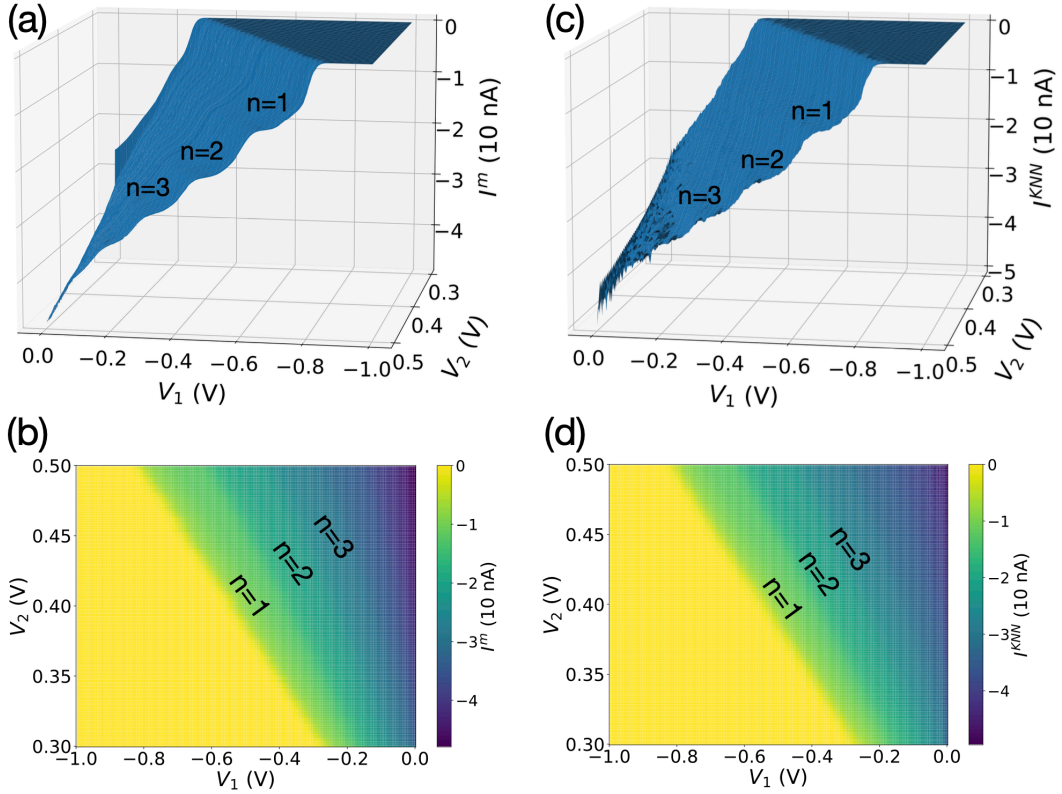 (a)
n=1
n=2
n=3
0
−1
−2
−3
−4
I^m (10 nA)
0.3
0.4
0.5
V_2 (V)
0.0
−0.2
−0.4
−0.6
−0.8
−1.0
V_1 (V)
(c)
n=1
n=2
n=3
0
−1
−2
−3
−4
−5
I^KNN (10 nA)
0.3
0.4
0.5
V_2 (V)
0.0
−0.2
−0.4
−0.6
−0.8
−1.0
V_1 (V)
(b)
0.50
0.45
0.40
0.35
0.30
V_2 (V)
n=1
n=2
n=3
−1.0
−0.8
−0.6
−0.4
−0.2
0.0
V_1 (V)
0
−1
−2
−3
−4
I^m (10 nA)
(d)
0.50
0.45
0.40
0.35
0.30
V_2 (V)
n=1
n=2
n=3
−1.0
−0.8
−0.6
−0.4
−0.2
0.0
V_1 (V)
0
−1
−2
−3
−4
I^KNN (10 nA)